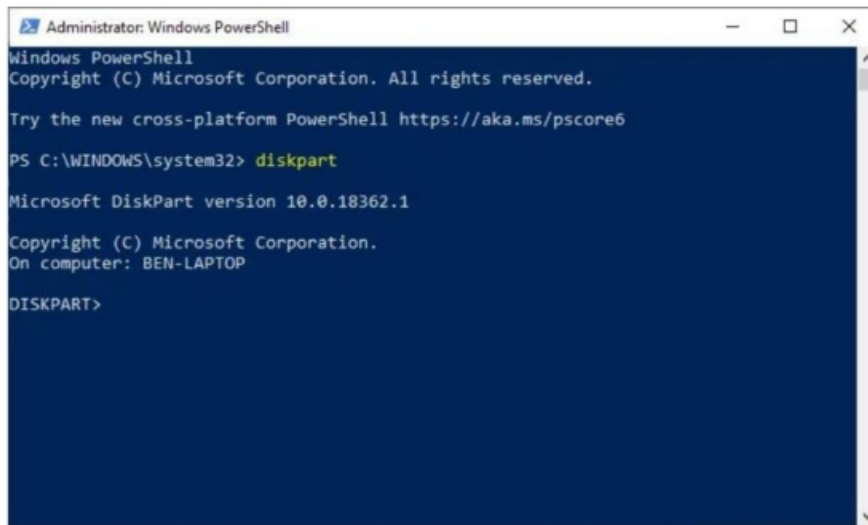 Administrator: Windows PowerShell
Windows PowerShell
Copyright (C) Microsoft Corporation. All rights reserved.
Try the new cross-platform PowerShell https://aka.ms/pscore6
PS C:\WINDOWS\system32> diskpart
Microsoft DiskPart version 10.0.18362.1
Copyright (C) Microsoft Corporation.
On computer: BEN-LAPTOP
DISKPART>